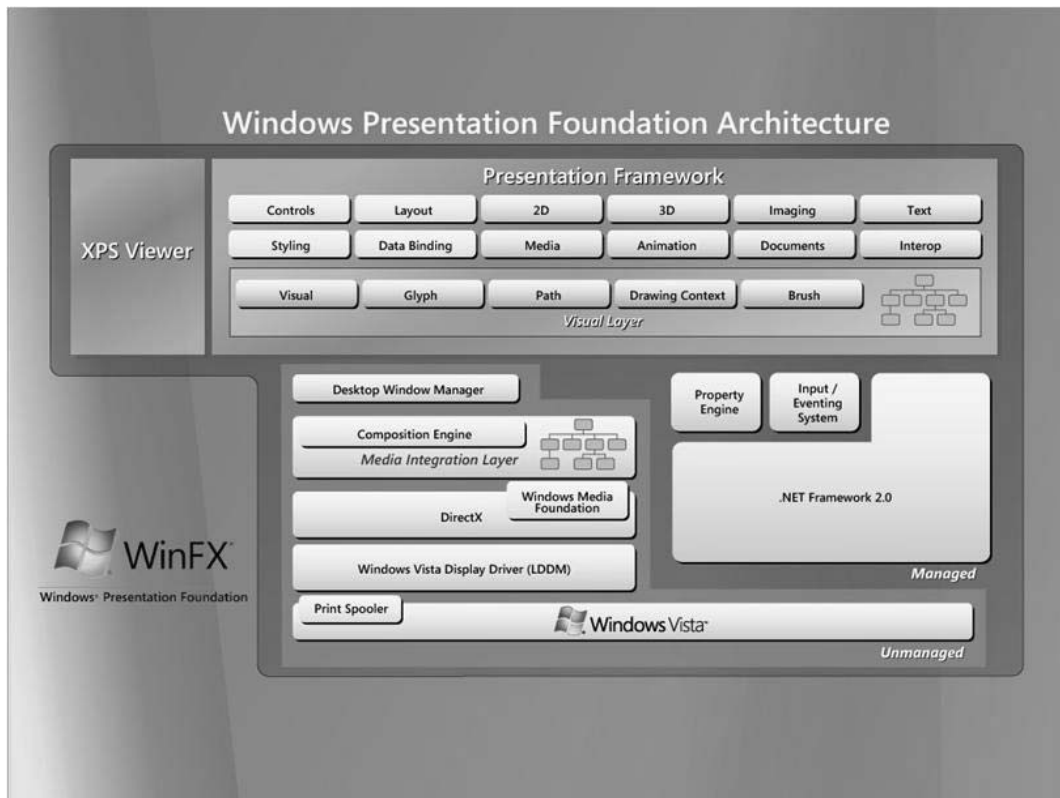 Windows Presentation Foundation Architecture
XPS Viewer
Presentation Framework
Controls
Layout
2D
3D
Imaging
Text
Styling
Data Binding
Media
Animation
Documents
Interop
Visual
Glyph
Path
Drawing Context
Brush
Visual Layer
Desktop Window Manager
Composition Engine
Media Integration Layer
Windows Media
Foundation
DirectX
Windows Vista Display Driver (LDDM)
Property
Engine
Input /
Eventing
System
.NET Framework 2.0
Managed
WinFX™
Windows® Presentation Foundation
Print Spooler
Windows Vista™
Unmanaged